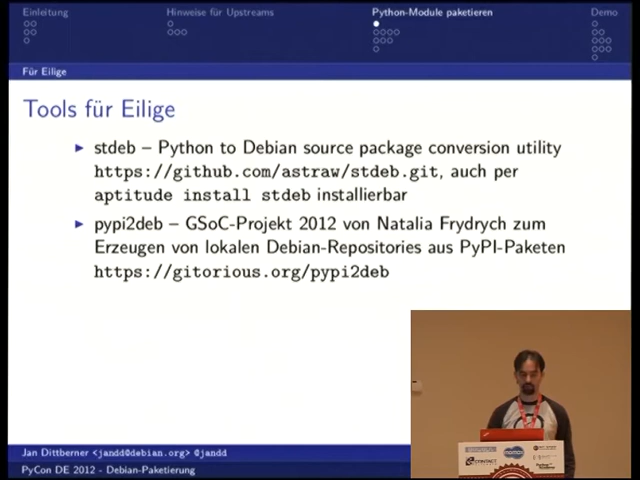 Einleitung
Hinweise für Upstreams
Python-Module paketieren
Demo
Für Eilige
Tools für Eilige
stdeb – Python to Debian source package conversion utility
https://github.com/astraw/stdeb.git, auch per
aptitude install stdeb installierbar
pypi2deb – GSoC-Projekt 2012 von Natalia Frydrych zum
Erzeugen von lokalen Debian-Repositories aus PyPI-Paketen
https://gitorious.org/pypi2deb
Jan Dittberner <jandd@debian.org> @jandd
PyCon DE 2012 - Debian-Paketierung